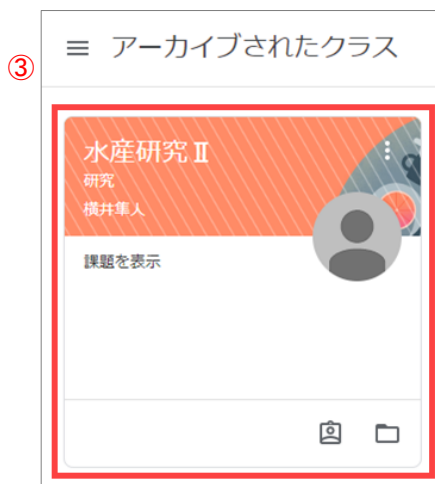 ③
アーカイブされたクラス
水産研究Ⅱ
研究
横井隼人
課題を表示